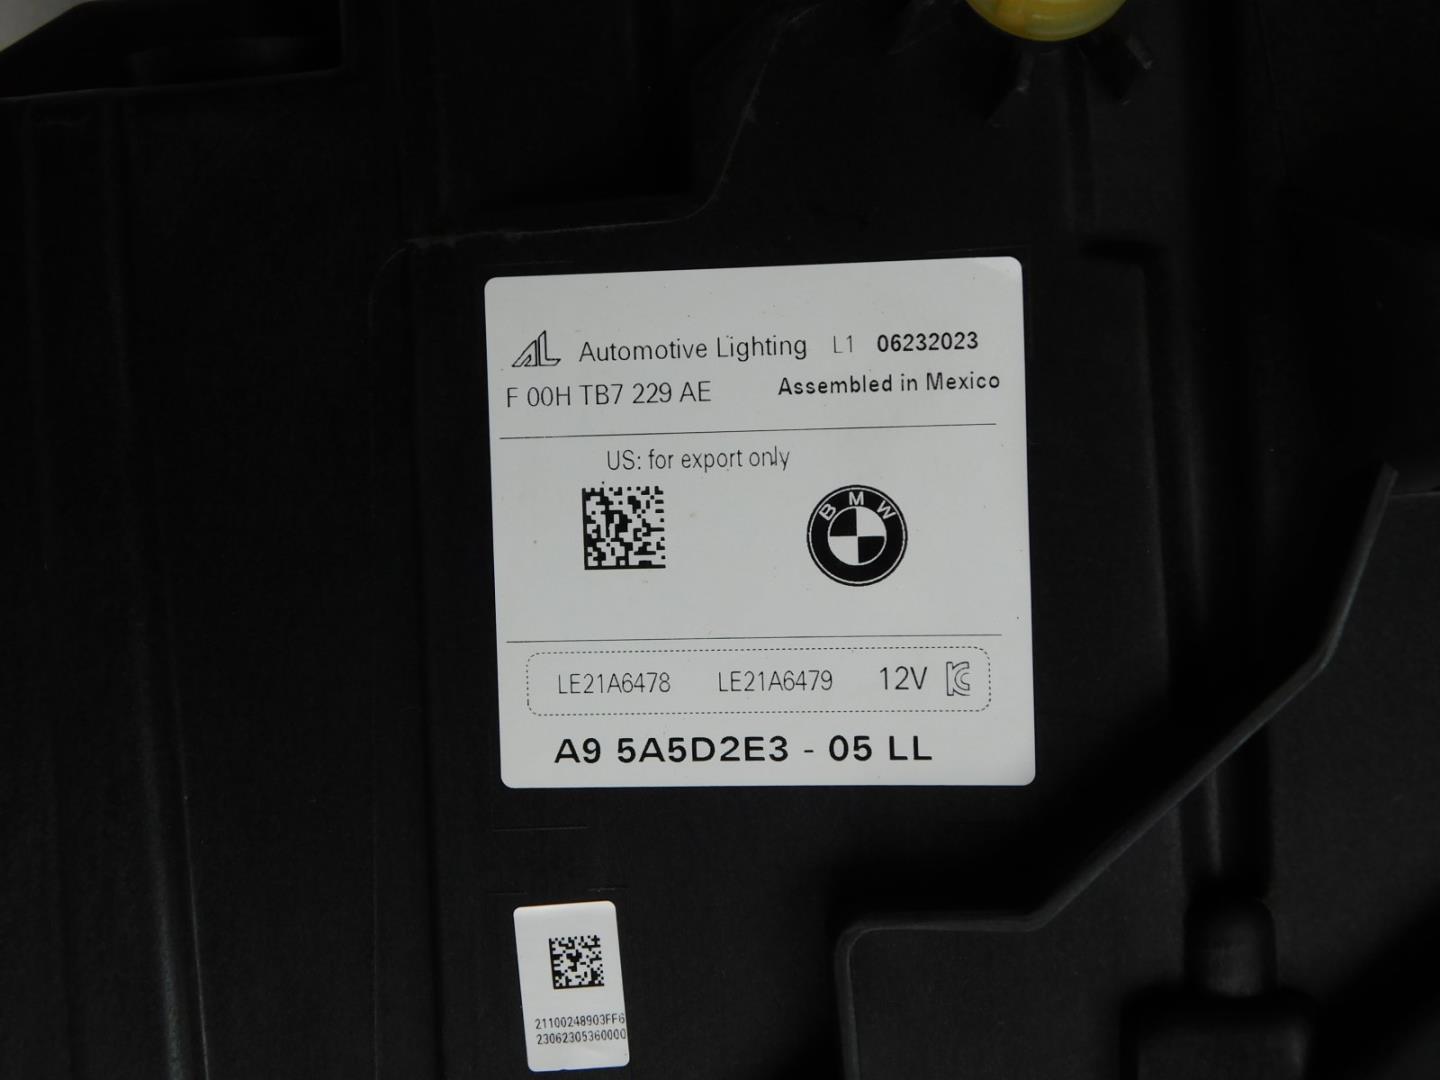 AL Automotive Lighting L1 06232023
F 00H TB7 229 AE Assembled in Mexico
US: for export only
BMW
LE21A6478 LE21A6479 12V
A9 5A5D2E3 - 05 LL
21100248903FF6
23062305360000